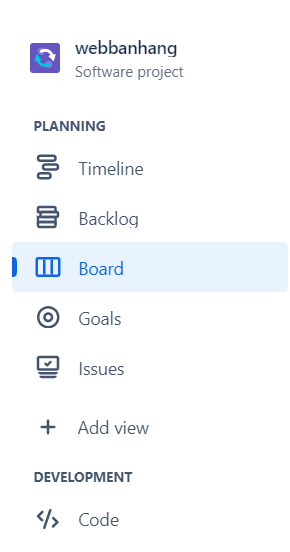 webbanhang
Software project
PLANNING
Timeline
Backlog
Board
Goals
Issues
Add view
DEVELOPMENT
Code